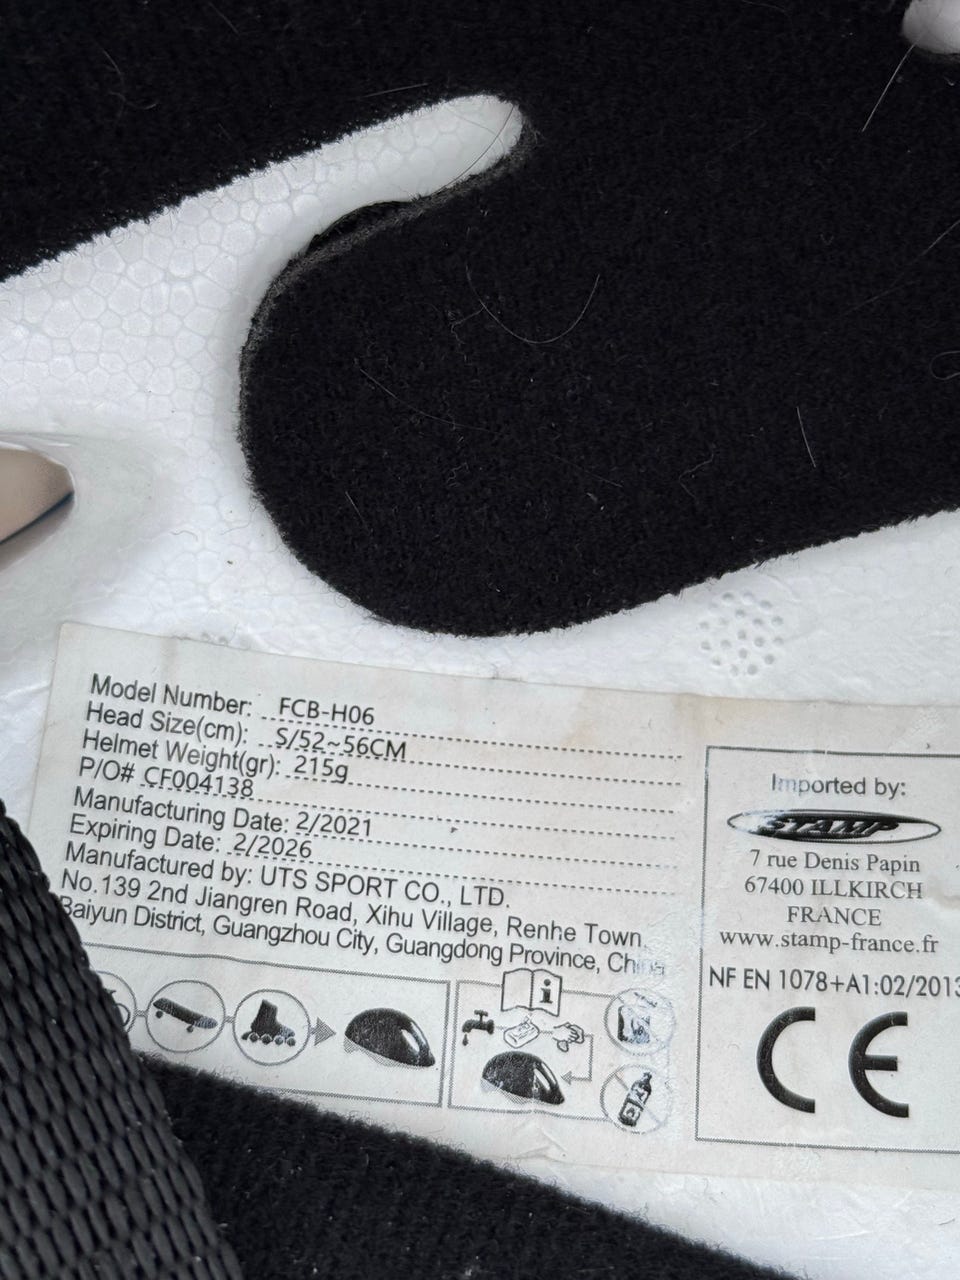 Model Number: FCB-H06
Head Size(cm): S/52~56CM
Helmet Weight(gr): 215g
P/O# CF004138
Manufacturing Date: 2/2021
Expiring Date: 2/2026
Manufactured by: UTS SPORT CO., LTD.
No.139 2nd Jiangren Road, Xihu Village, Renhe Town,
Baiyun District, Guangzhou City, Guangdong Province, China
Imported by:
STAMP
7 rue Denis Papin
67400 ILLKIRCH
FRANCE
www.stamp-france.fr
NF EN 1078+A1:02/2013
CE